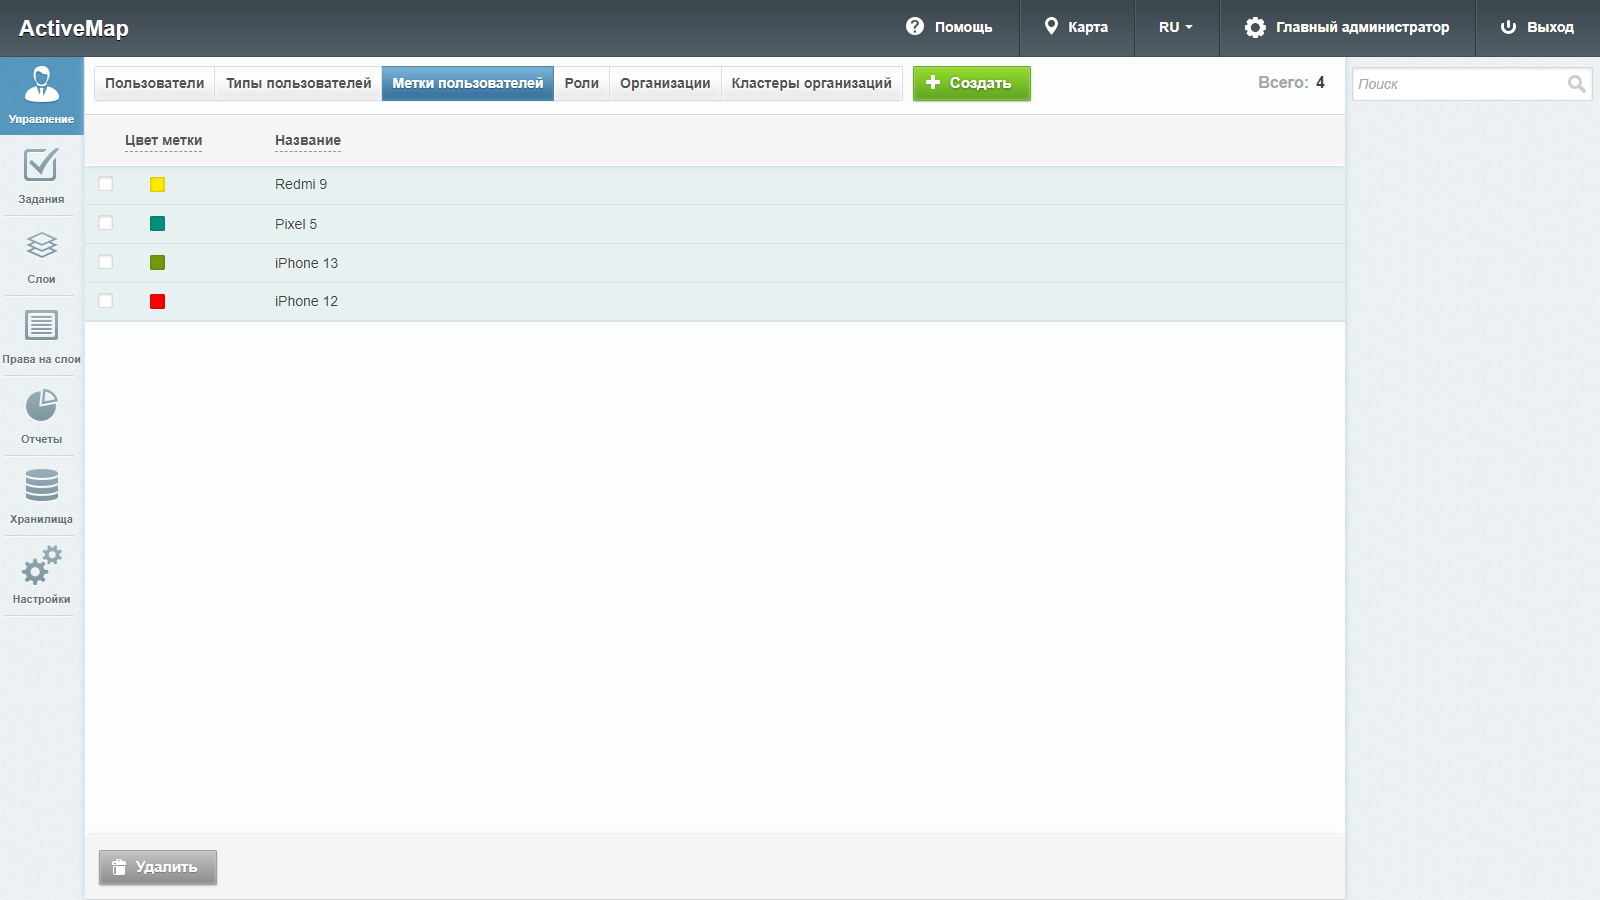 ActiveMap
Помощь
Карта
RU
Главный администратор
Выход
Управление
Задания
Слои
Права на слои
Отчеты
Хранилища
Настройки
Пользователи
Типы пользователей
Метки пользователей
Роли
Организации
Кластеры организаций
Создать
Всего: 4
Поиск
Цвет метки
Название
Redmi 9
Pixel 5
iPhone 13
iPhone 12
Удалить